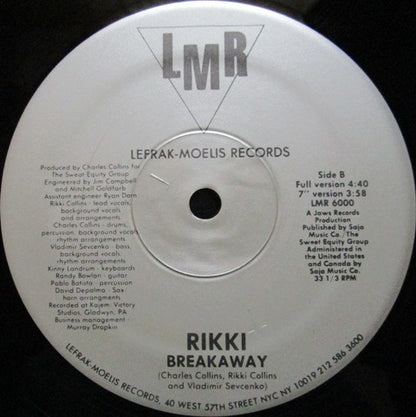 LMR
LEFRAK-MOELIS RECORDS
Produced by Charles Collins for
The Sweat Equity Group
Engineered by Jim Campbell
and Mitchell Goldfarb
Assistant engineer Ryan Dorn
Rikki Collins - lead vocals,
background vocals
and arrangements
Charles Collins - drums,
percussion, background vocals,
rhythm arrangements
Vladimir Sevcenko - bass,
background vocals, and
rhythm arrangements
Kinny Landrum - keyboards
Randy Bowlan - guitar
Pablo Batista - percussion
David Depalma - Sax
horn arrangments
Recorded at Kajem: Victory
Studios, Gladwyn, PA
Business management -
Murray Drapkin
Side B
Full version 4:40
7" version 3:58
LMR 6000
A Jaws Records
Production
Published by Saja
Music Co./The
Sweet Equity Group
Administered in
the United States
and Canada by
Saja Music Co.
33 1/3 RPM
RIKKI
BREAKAWAY
(Charles Collins, Rikki Collins
and Vladimir Sevcenko)
LEFRAK-MOELIS RECORDS, 40 WEST 57TH STREET NYC NY 10019 212 586 3600